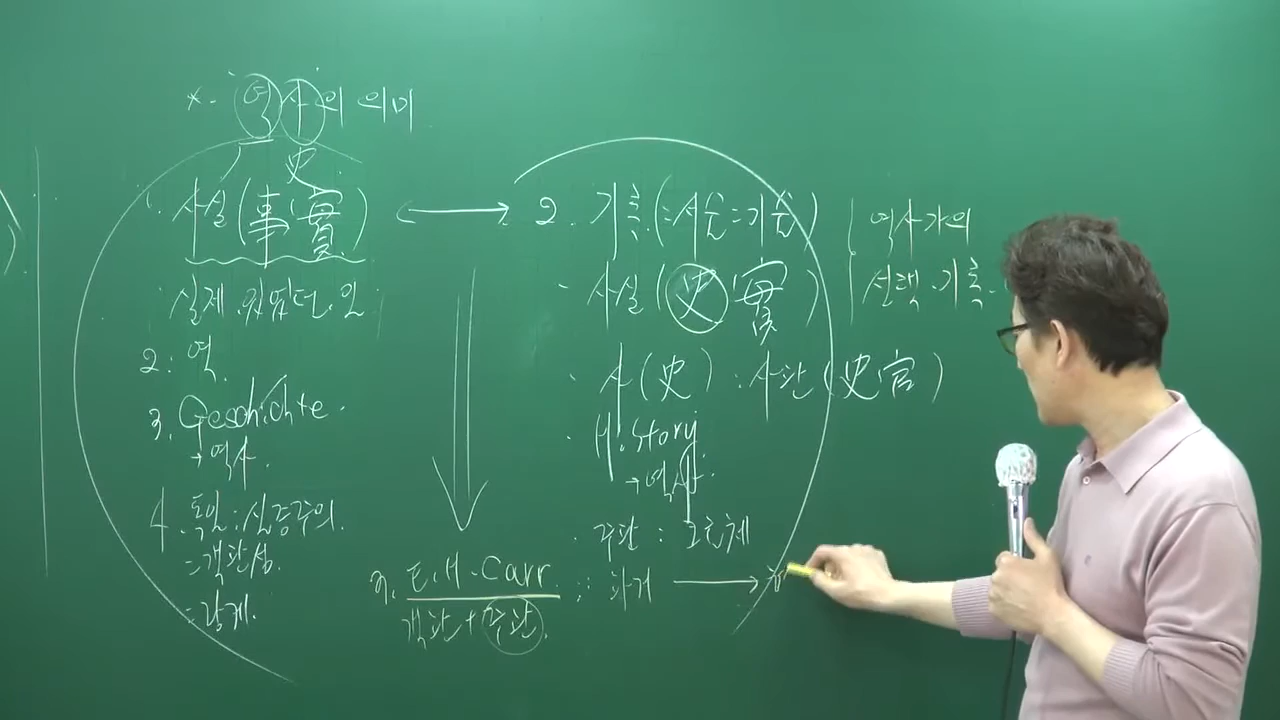 *. 역사의 의미
史
1. 사실(事實)
실제 있었던 일
2. 역.
3. Geschichte.
→ 역사.
4. 독일 : 실증주의.
= 객관성.
= 랑케.
↔ 2. 기록.(=서술=기술)
· 사실(史實)
· 사(史) : 사관(史官)
· History
→ 역사.
· 주관 : 크로체
역사가의
선택.기록.
3. E.H.Carr.
객관+주관.
∴ 과거 →